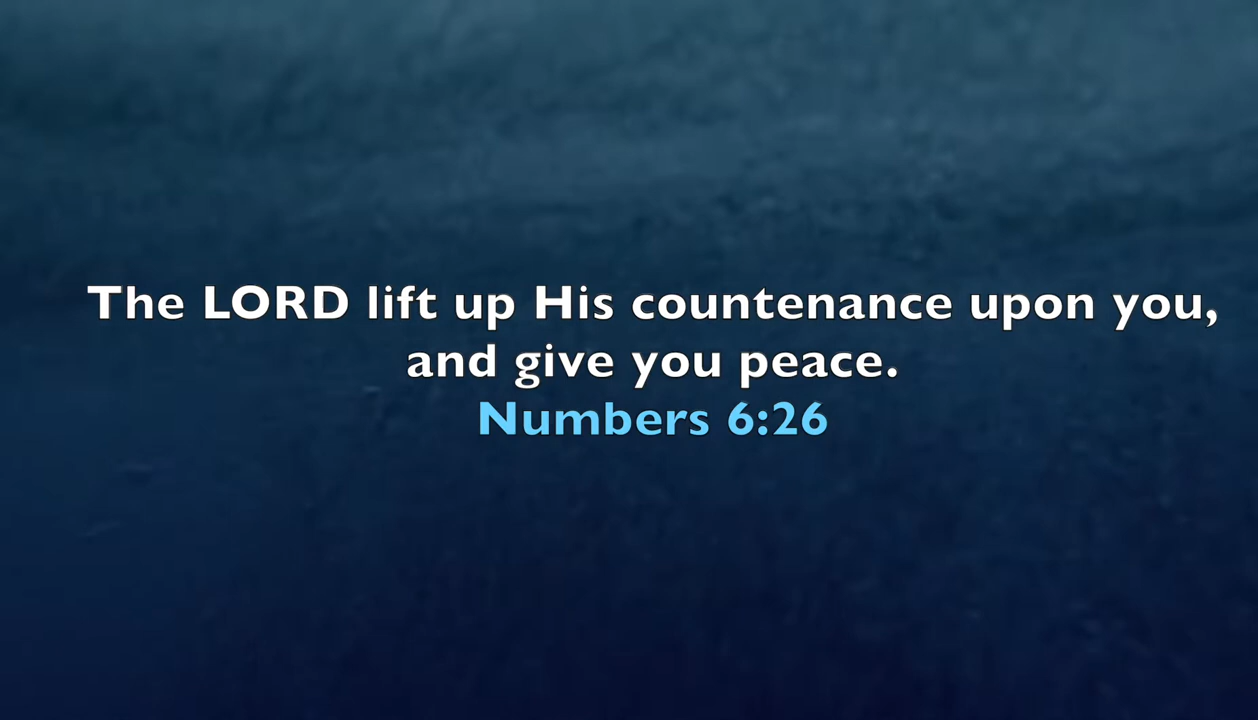 The LORD lift up His countenance upon you,
and give you peace.
Numbers 6:26